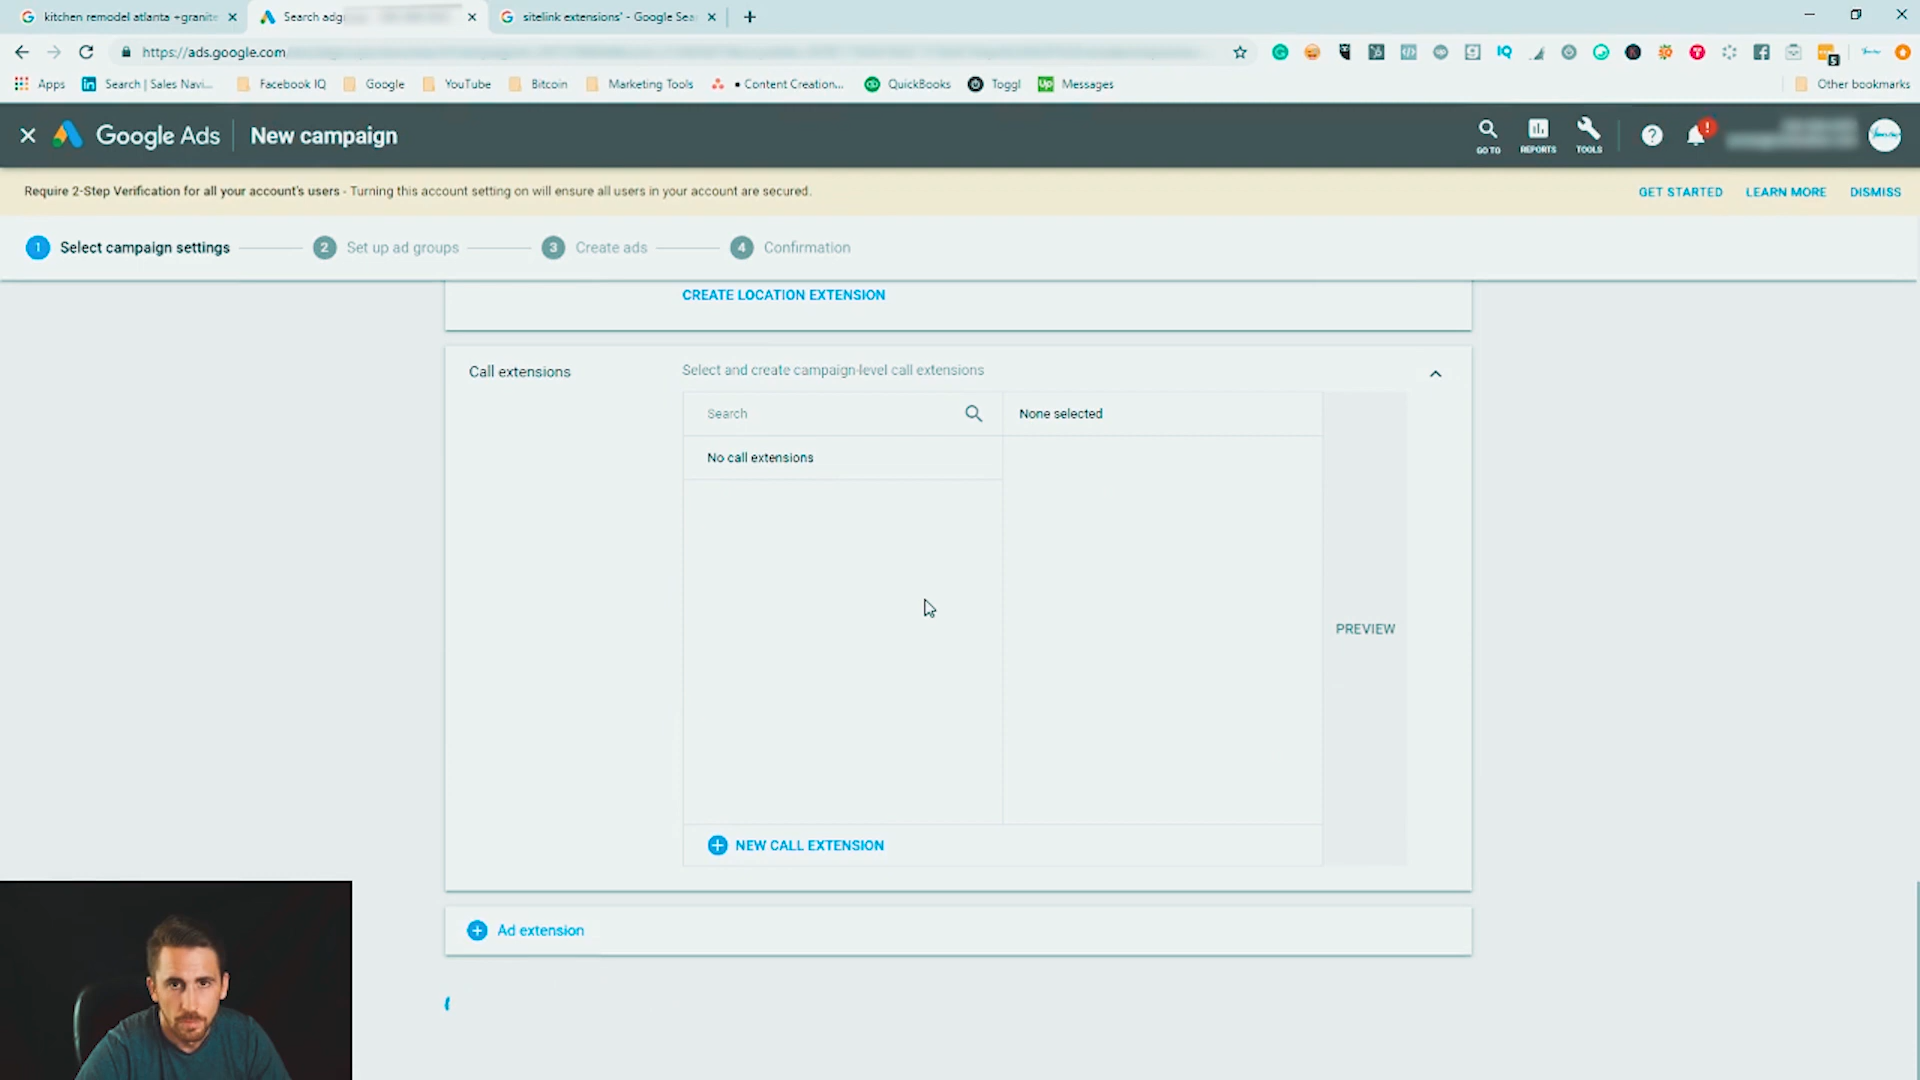 kitchen remodel atlanta +granite
Search adg
sitelink extensions' - Google Sea
https://ads.google.com
IQ
5
Apps
Search | Sales Navi...
Facebook IQ
Google
YouTube
Bitcoin
Marketing Tools
• Content Creation...
QuickBooks
Toggl
Messages
Other bookmarks
Google Ads
New campaign
GO TO
REPORTS
TOOLS
Require 2-Step Verification for all your account's users - Turning this account setting on will ensure all users in your account are secured.
GET STARTED
LEARN MORE
DISMISS
1 Select campaign settings
2 Set up ad groups
3 Create ads
4 Confirmation
CREATE LOCATION EXTENSION
Call extensions
Select and create campaign-level call extensions
Search
None selected
No call extensions
PREVIEW
NEW CALL EXTENSION
Ad extension